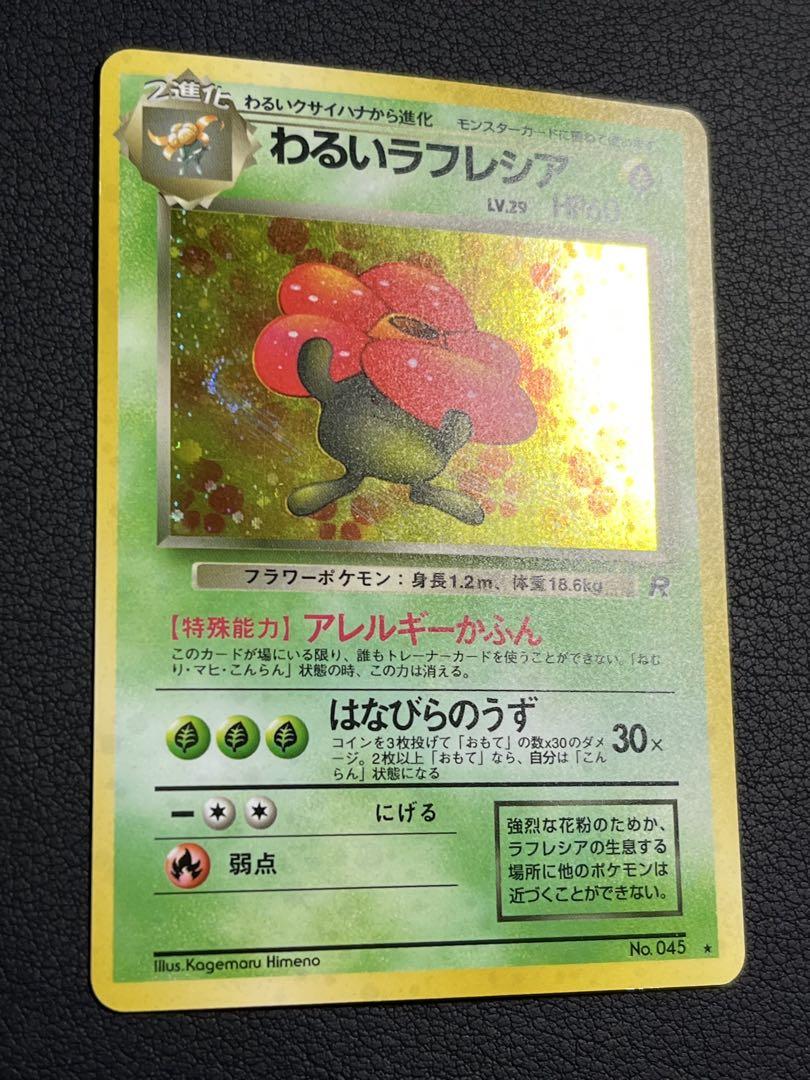 2進化
わるいクサイハナから進化
モンスターカードに重ねて使います
わるいラフレシア
LV.29 HP60
フラワーポケモン：身長1.2m、体重18.6kg
R
【特殊能力】アレルギーかふん
このカードが場にいる限り、誰もトレーナーカードを使うことができない。「ねむ
り・マヒ・こんらん」状態の時、この力は消える。
はなびらのうず
コインを3枚投げて「おもて」の数x30のダメ
ージ。2枚以上「おもて」なら、自分は「こん
らん」状態になる
30×
にげる
弱点
強烈な花粉のためか、
ラフレシアの生息する
場所に他のポケモンは
近づくことができない。
Illus.Kagemaru Himeno
No.045 ★